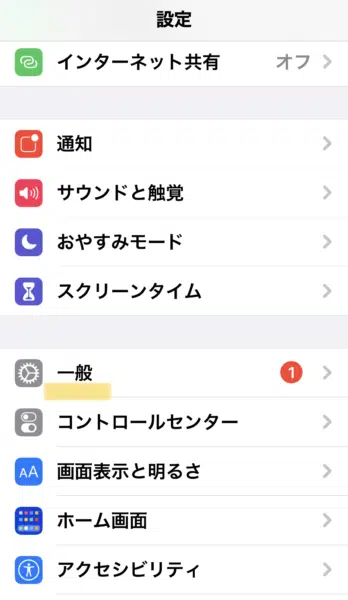 設定
インターネット共有 オフ
通知
サウンドと触覚
おやすみモード
スクリーンタイム
一般 1
コントロールセンター
AA 画面表示と明るさ
ホーム画面
アクセシビリティ